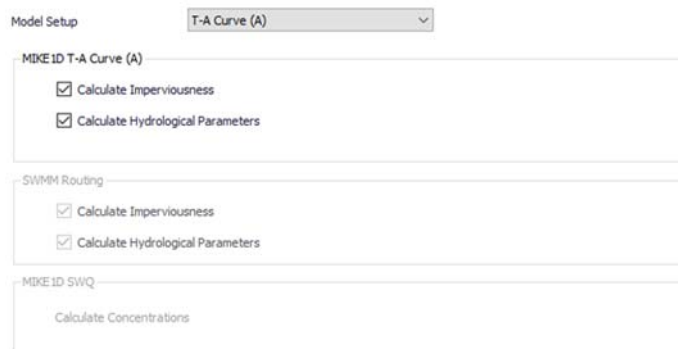 Model Setup T-A Curve (A)
MIKE1D T-A Curve (A)
Calculate Imperviousness
Calculate Hydrological Parameters
SWMM Routing
Calculate Imperviousness
Calculate Hydrological Parameters
MIKE1D SWQ
Calculate Concentrations